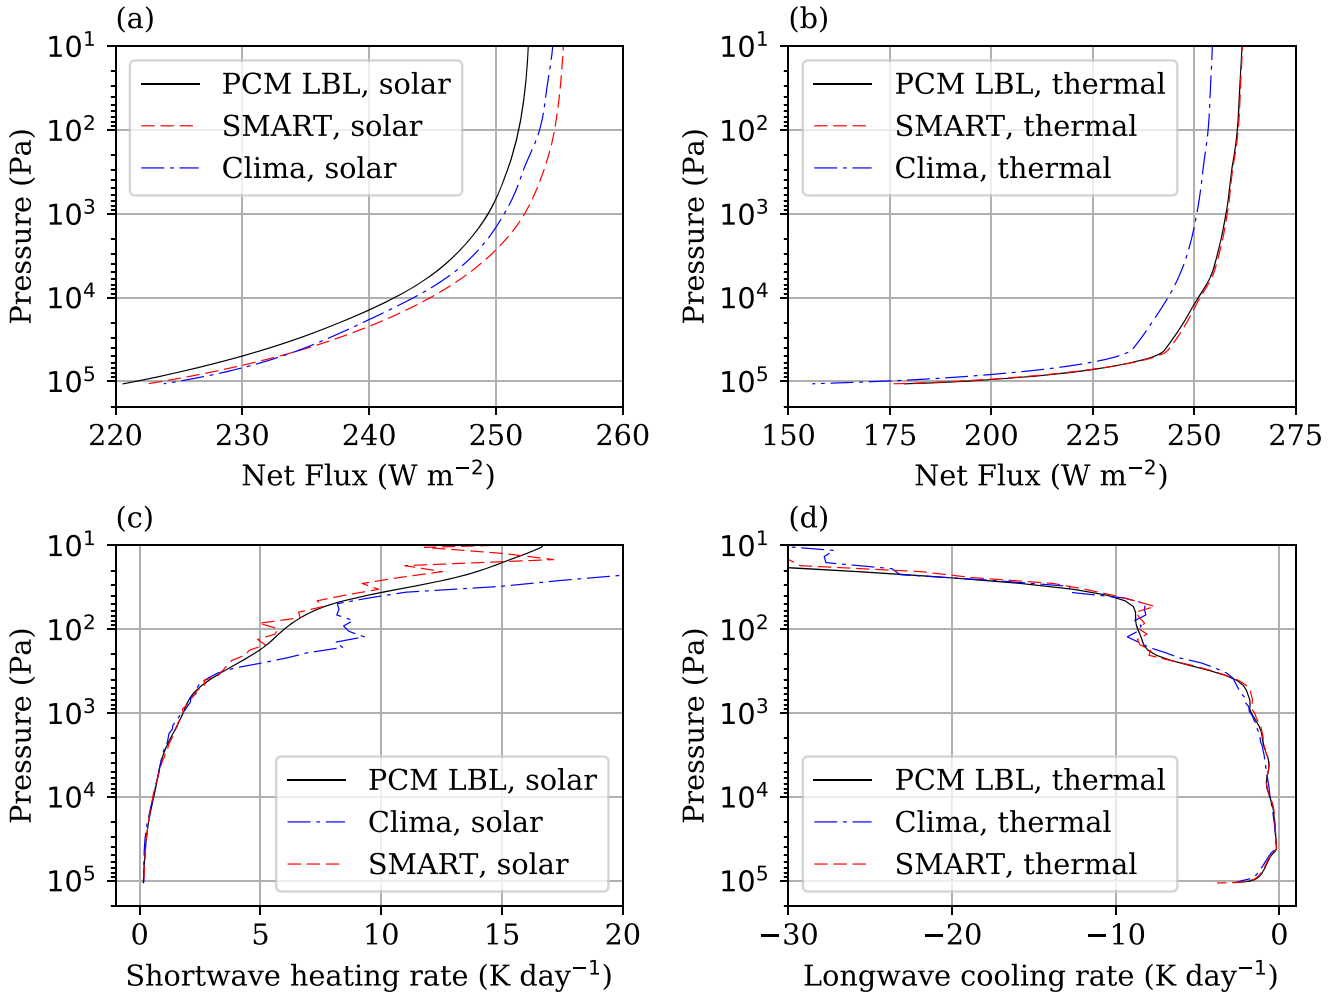 (a)
10¹
10²
10³
10⁴
10⁵
Pressure (Pa)
PCM LBL, solar
SMART, solar
Clima, solar
220 230 240 250 260
Net Flux (W m⁻²)
(b)
10¹
10²
10³
10⁴
10⁵
Pressure (Pa)
PCM LBL, thermal
SMART, thermal
Clima, thermal
150 175 200 225 250 275
Net Flux (W m⁻²)
(c)
10¹
10²
10³
10⁴
10⁵
Pressure (Pa)
PCM LBL, solar
Clima, solar
SMART, solar
0 5 10 15 20
Shortwave heating rate (K day⁻¹)
(d)
10¹
10²
10³
10⁴
10⁵
Pressure (Pa)
PCM LBL, thermal
Clima, thermal
SMART, thermal
−30 −20 −10 0
Longwave cooling rate (K day⁻¹)